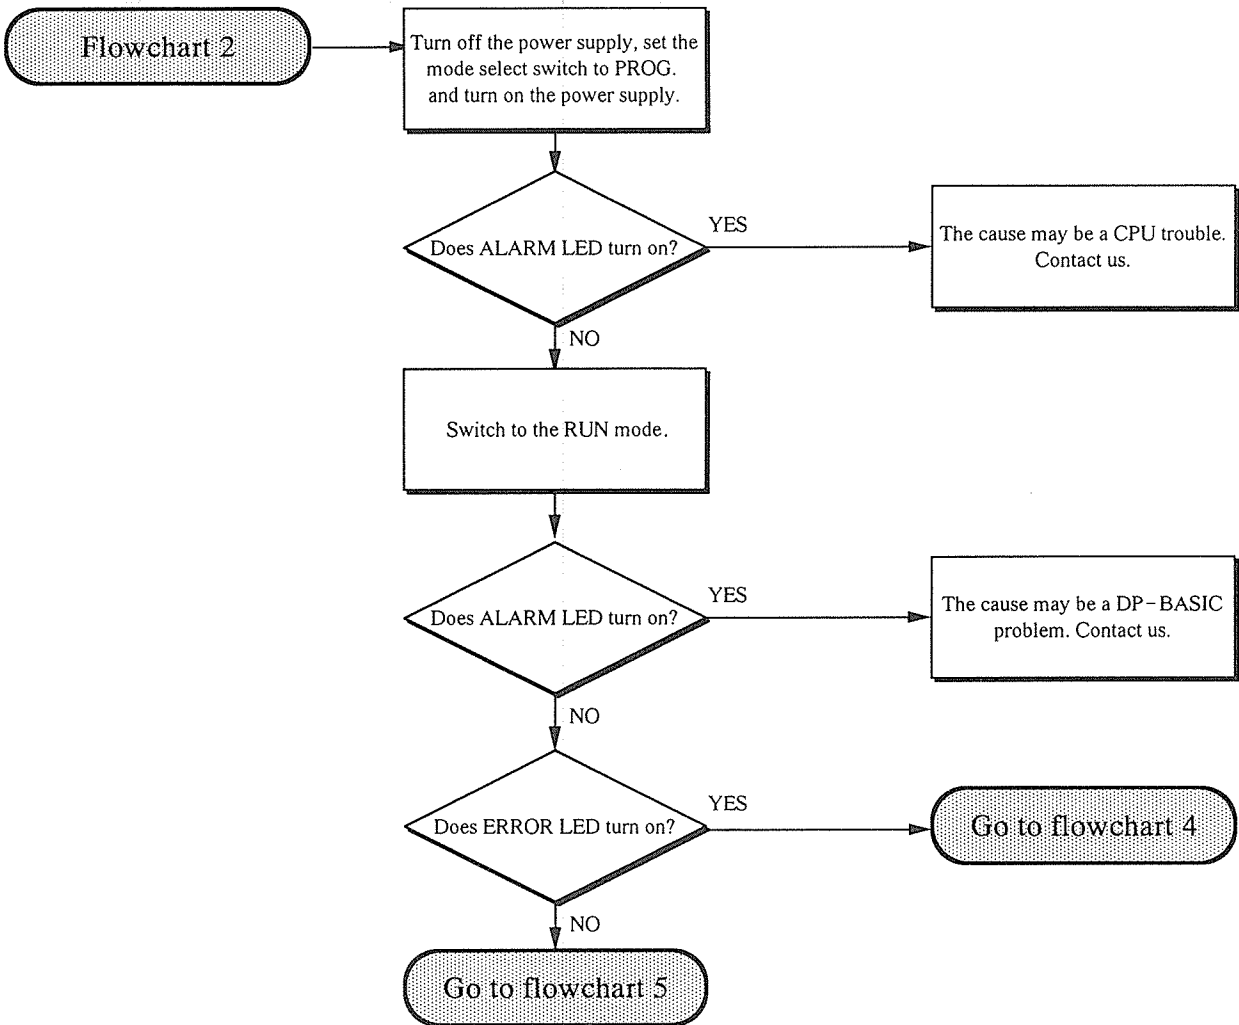 Flowchart 2
Turn off the power supply, set the
mode select switch to PROG.
and turn on the power supply.
Does ALARM LED turn on?
YES
The cause may be a CPU trouble.
Contact us.
NO
Switch to the RUN mode.
Does ALARM LED turn on?
YES
The cause may be a DP-BASIC
problem. Contact us.
NO
Does ERROR LED turn on?
YES
Go to flowchart 4
NO
Go to flowchart 5